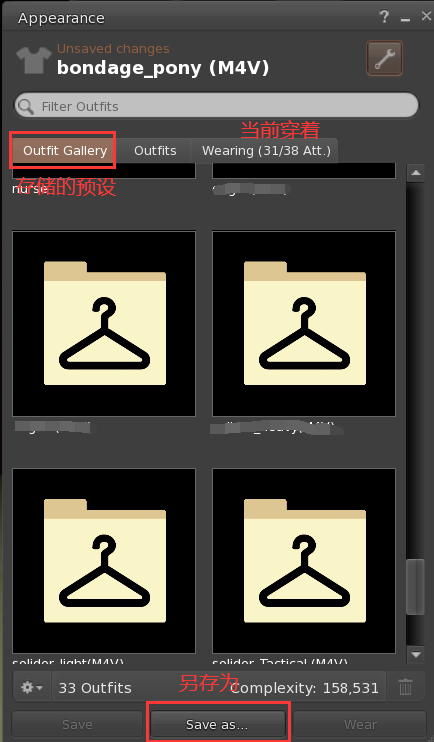 Appearance
Unsaved changes
bondage_pony (M4V)
Filter Outfits
当前穿着
Outfit Gallery Outfits Wearing (31/38 Att.)
nurse
存储的预设
solider_light(M4V) solider_Tactical (M4V)
另存为
33 Outfits Complexity: 158,531
Save Save as... Wear